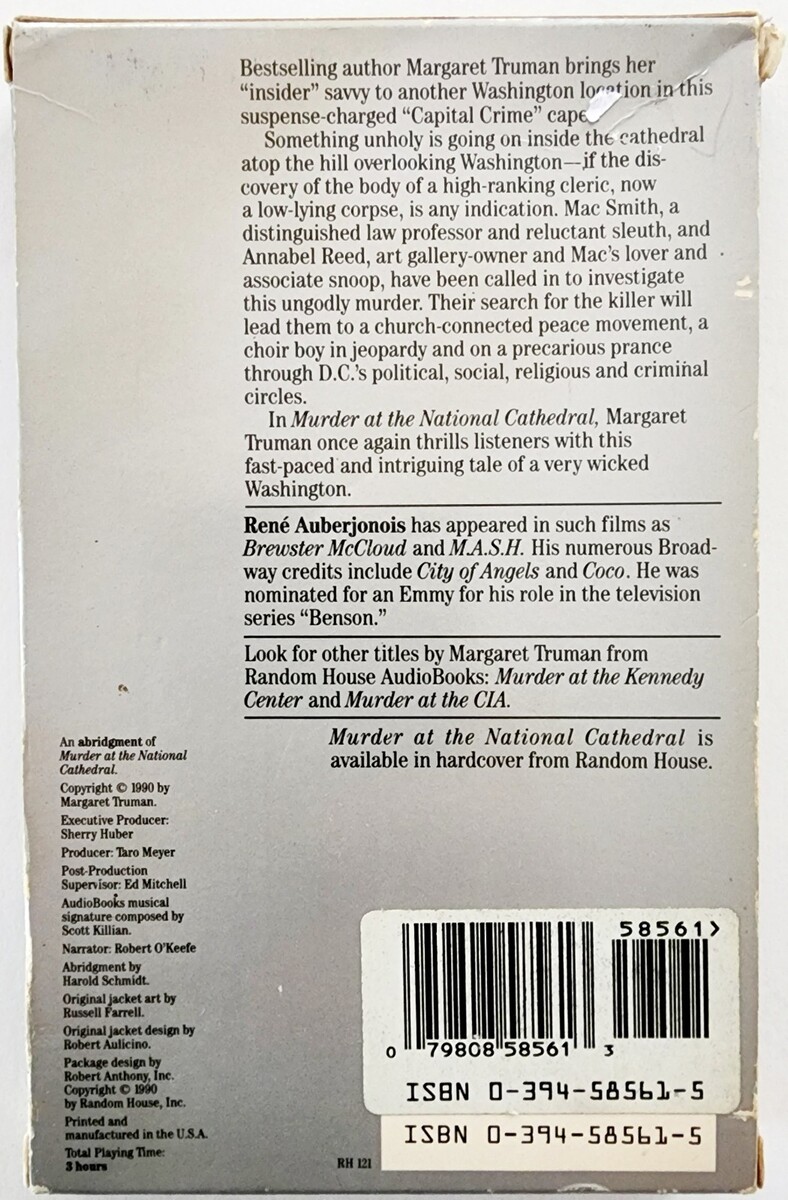 Bestselling author Margaret Truman brings her
“insider” savvy to another Washington location in this
suspense-charged “Capital Crime” cape
Something unholy is going on inside the cathedral
atop the hill overlooking Washington—if the dis-
covery of the body of a high-ranking cleric, now
a low-lying corpse, is any indication. Mac Smith, a
distinguished law professor and reluctant sleuth, and
Annabel Reed, art gallery-owner and Mac’s lover and
associate snoop, have been called in to investigate
this ungodly murder. Their search for the killer will
lead them to a church-connected peace movement, a
choir boy in jeopardy and on a precarious prance
through D.C.’s political, social, religious and criminal
circles.
In Murder at the National Cathedral, Margaret
Truman once again thrills listeners with this
fast-paced and intriguing tale of a very wicked
Washington.
René Auberjonois has appeared in such films as
Brewster McCloud and M.A.S.H. His numerous Broad-
way credits include City of Angels and Coco. He was
nominated for an Emmy for his role in the television
series “Benson.”
Look for other titles by Margaret Truman from
Random House AudioBooks: Murder at the Kennedy
Center and Murder at the CIA.
Murder at the National Cathedral is
available in hardcover from Random House.
An abridgment of
Murder at the National
Cathedral.
Copyright © 1990 by
Margaret Truman.
Executive Producer:
Sherry Huber
Producer: Taro Meyer
Post-Production
Supervisor: Ed Mitchell
AudioBooks musical
signature composed by
Scott Killian.
Narrator: Robert O’Keefe
Abridgment by
Harold Schmidt.
Original jacket art by
Russell Farrell.
Original jacket design by
Robert Aulicino.
Package design by
Robert Anthony, Inc.
Copyright © 1990
by Random House, Inc.
Printed and
manufactured in the U.S.A.
Total Playing Time:
3 hours
RH 121
58561>
0 79808 58561 3
ISBN 0-394-58561-5
ISBN 0-394-58561-5